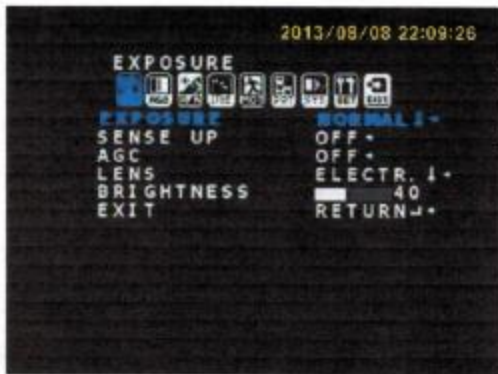 2013/08/08 22:09:26
EXPOSURE
EXPOSURE NORMAL ↓
SENSE UP OFF
AGC OFF
LENS ELECTR. ↓
BRIGHTNESS 40
EXIT RETURN↵